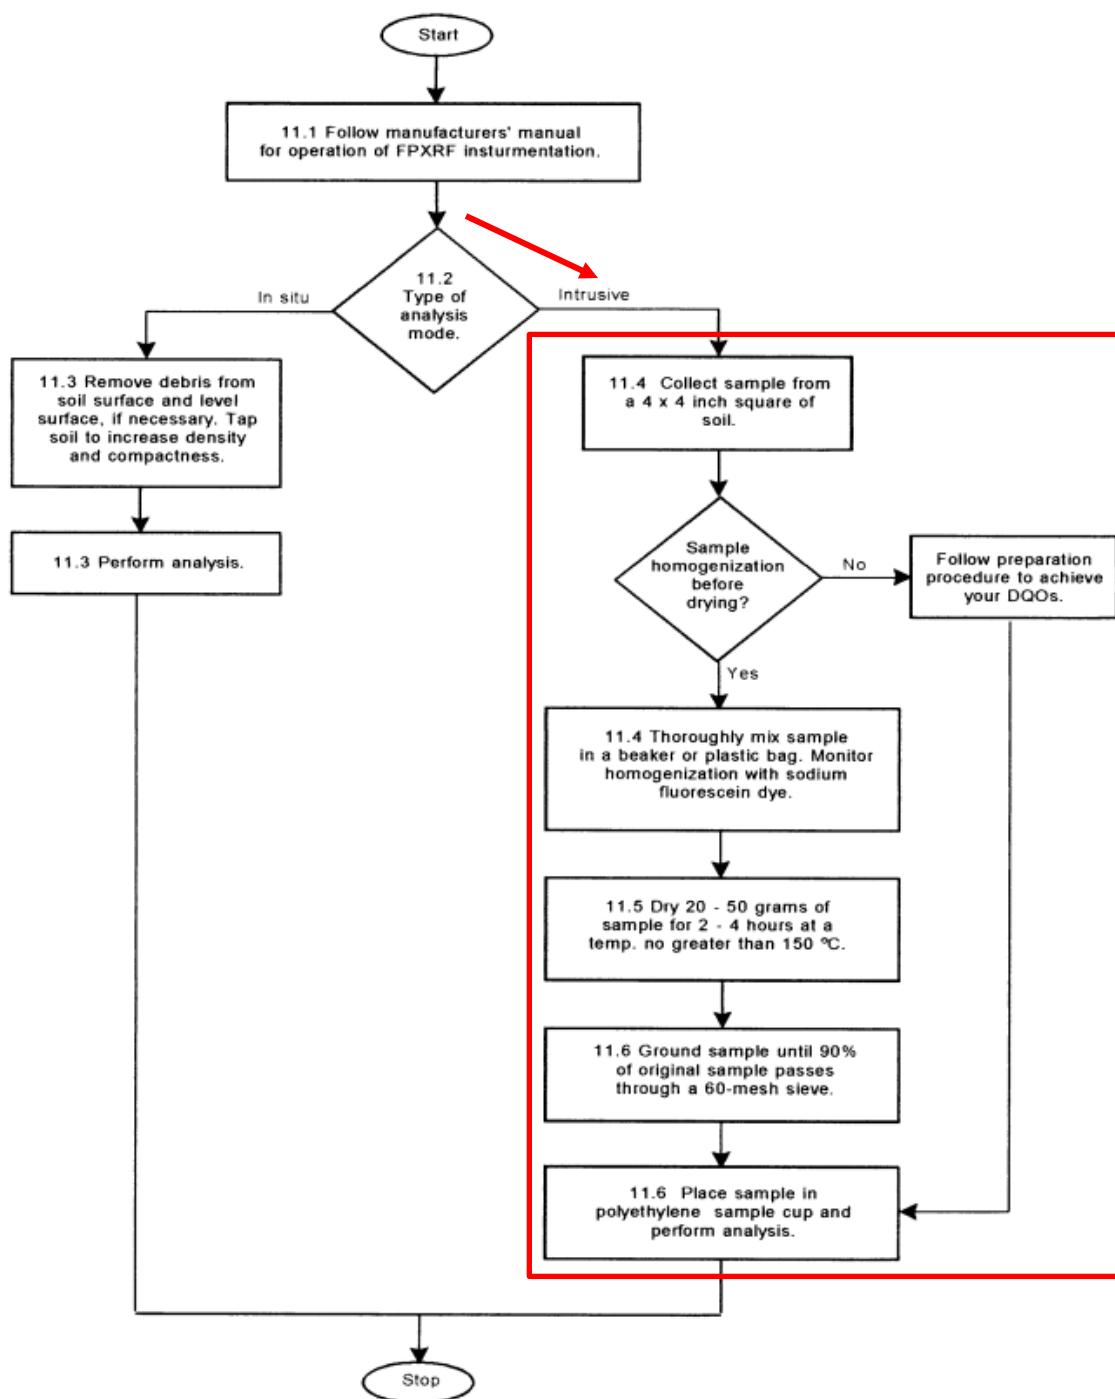 Start
11.1 Follow manufacturers' manual
for operation of FPXRF insturmentation.
11.2
Type of
analysis
mode.
In situ
Intrusive
11.3 Remove debris from
soil surface and level
surface, if necessary. Tap
soil to increase density
and compactness.
11.3 Perform analysis.
11.4 Collect sample from
a 4 x 4 inch square of
soil.
Sample
homogenization
before
drying?
No
Follow preparation
procedure to achieve
your DQOs.
Yes
11.4 Thoroughly mix sample
in a beaker or plastic bag. Monitor
homogenization with sodium
fluorescein dye.
11.5 Dry 20 - 50 grams of
sample for 2 - 4 hours at a
temp. no greater than 150 ºC.
11.6 Ground sample until 90%
of original sample passes
through a 60-mesh sieve.
11.6 Place sample in
polyethylene sample cup and
perform analysis.
Stop